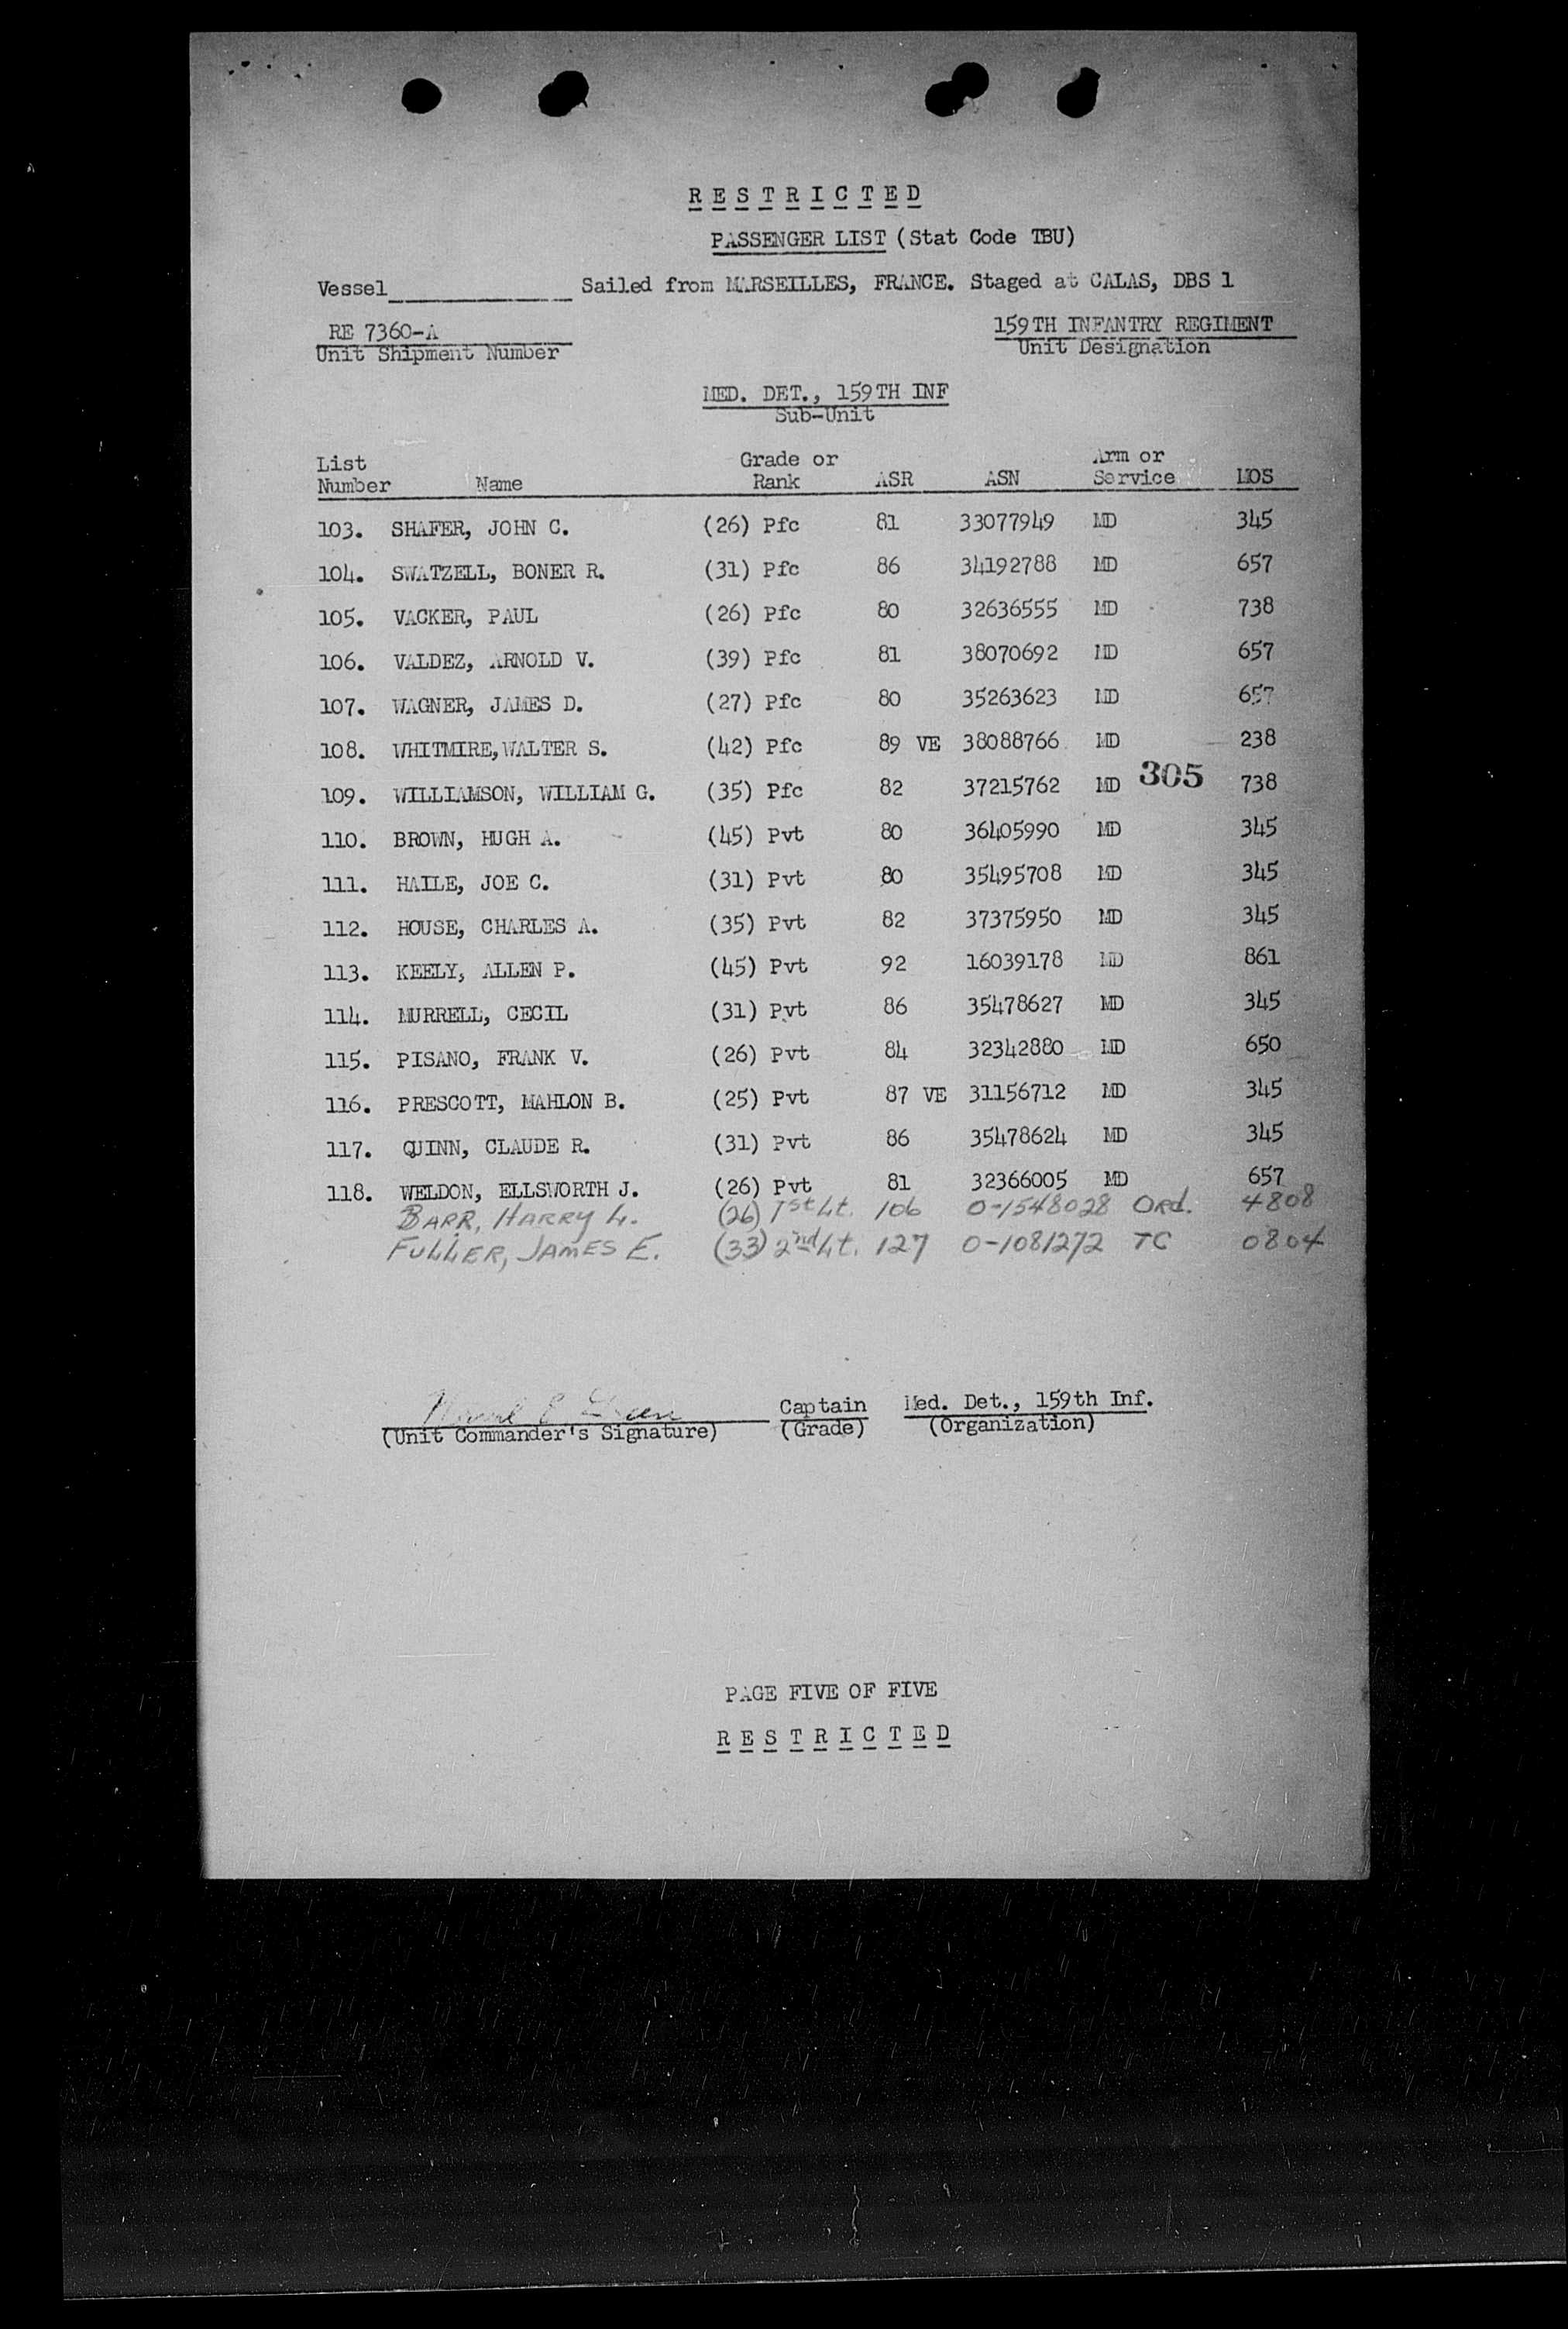 RESTRICTED
PASSENGER LIST (Stat Code TBU)
Vessel______________ Sailed from MARSEILLES, FRANCE. Staged at CALAS, DBS 1
RE 7360-A 159TH INFANTRY REGIMENT
Unit Shipment Number Unit Designation
MED. DET., 159TH INF
Sub-Unit
List Grade or Arm or
Number Name Rank ASR ASN Service MOS
103. SHAFER, JOHN C. (26) Pfc 81 33077949 MD 345
104. SWATZELL, BONER R. (31) Pfc 86 34192788 MD 657
105. VACKER, PAUL (26) Pfc 80 32636555 MD 738
106. VALDEZ, ARNOLD V. (39) Pfc 81 38070692 MD 657
107. WAGNER, JAMES D. (27) Pfc 80 35263623 MD 657
108. WHITMIRE, WALTER S. (42) Pfc 89 VE 38088766 MD 238
305
109. WILLIAMSON, WILLIAM G. (35) Pfc 82 37215762 MD 738
110. BROWN, HUGH A. (45) Pvt 80 36405990 MD 345
111. HAILE, JOE C. (31) Pvt 80 35495708 MD 345
112. HOUSE, CHARLES A. (35) Pvt 82 37375950 MD 345
113. KEELY, ALLEN P. (45) Pvt 92 16039178 MD 861
114. MURRELL, CECIL (31) Pvt 86 35478627 MD 345
115. PISANO, FRANK V. (26) Pvt 84 32342880 MD 650
116. PRESCOTT, MAHLON B. (25) Pvt 87 VE 31156712 MD 345
117. QUINN, CLAUDE R. (31) Pvt 86 35478624 MD 345
118. WELDON, ELLSWORTH J. (26) Pvt 81 32366005 MD 657
BARR, HARRY L. (26) 1st Lt. 106 O-1548028 Ord. 4808
FULLER, JAMES E. (33) 2nd Lt. 127 O-1081272 TC 0804
Captain Med. Det., 159th Inf.
(Unit Commander's Signature) (Grade) (Organization)
PAGE FIVE OF FIVE
RESTRICTED